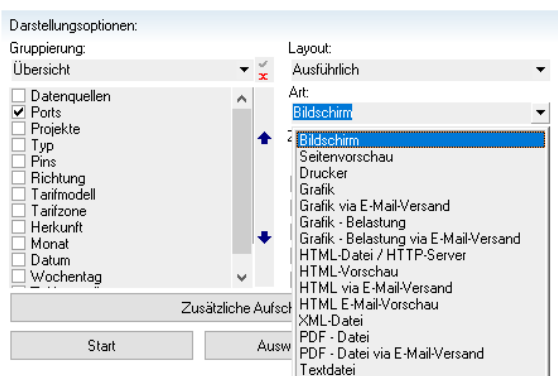 Darstellungsoptionen:
Gruppierung:
Übersicht
Datenquellen
Ports
Projekte
Typ
Pins
Richtung
Tarifmodell
Tarifzone
Herkunft
Monat
Datum
Wochentag
Layout:
Ausführlich
Art:
Bildschirm
Bildschirm
Seitenvorschau
Drucker
Grafik
Grafik via E-Mail-Versand
Grafik - Belastung
Grafik - Belastung via E-Mail-Versand
HTML-Datei / HTTP-Server
HTML-Vorschau
HTML via E-Mail-Versand
HTML E-Mail-Vorschau
XML-Datei
PDF - Datei
PDF - Datei via E-Mail-Versand
Textdatei
Zusätzliche Aufsch
Start
Ausw